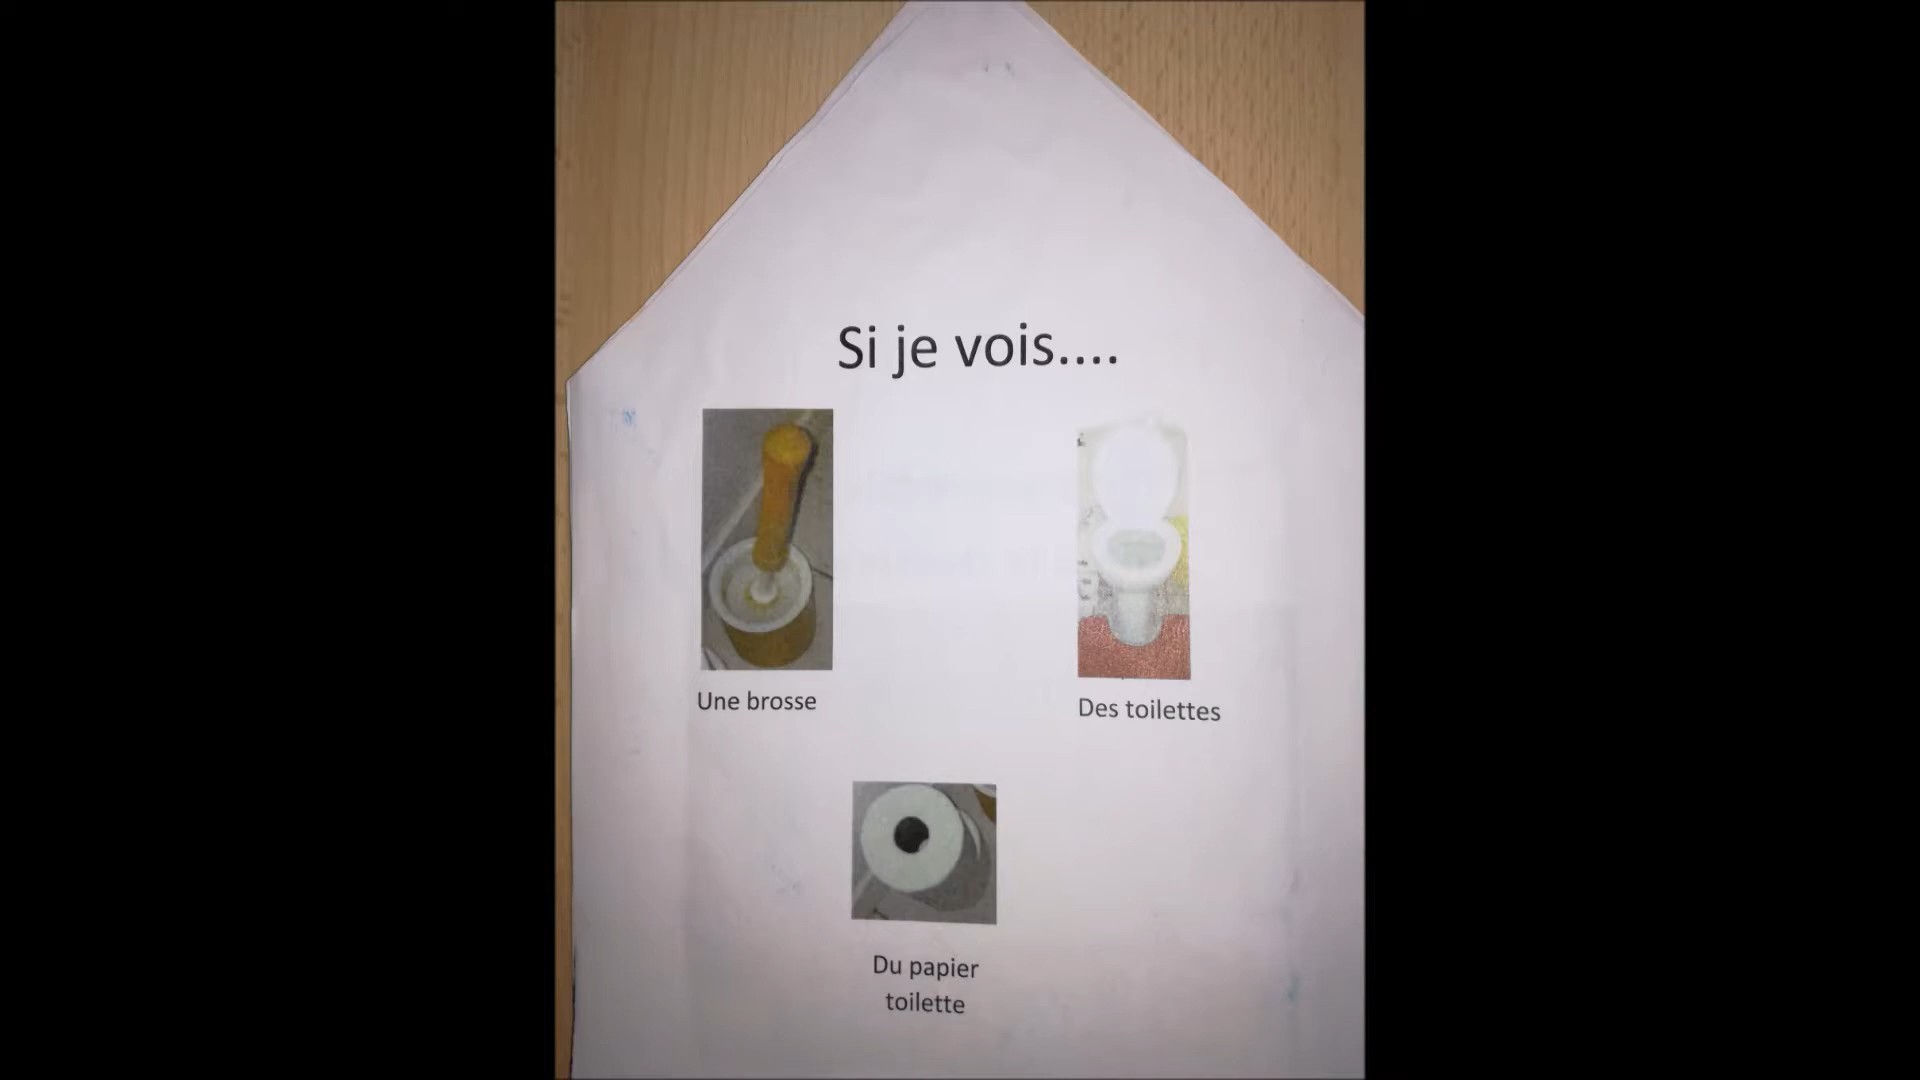 Si je vois....
Une brosse
Des toilettes
Du papier
toilette